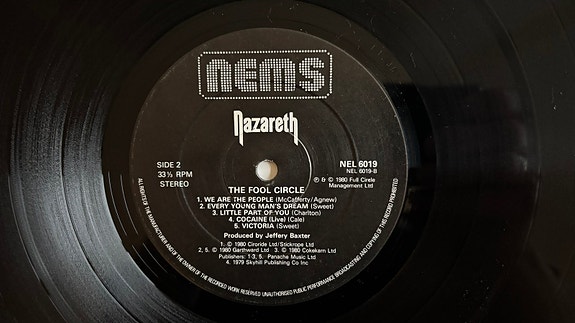 nems
Nazareth
SIDE 2
33⅓ RPM
STEREO
NEL 6019
NEL 6019-B
℗ & © 1980 Full Circle
Management Ltd
THE FOOL CIRCLE
1. WE ARE THE PEOPLE (McCafferty/Agnew)
2. EVERY YOUNG MAN'S DREAM (Sweet)
3. LITTLE PART OF YOU (Charlton)
4. COCAINE (Live) (Cale)
5. VICTORIA (Sweet)
Produced by Jeffery Baxter
1. © 1980 Ciroride Ltd/Stickrope Ltd
2, 5. © 1980 Garthward Ltd 3. © 1980 Cokekarn Ltd
Publishers: 1-3, 5. Panache Music Ltd
4. © 1979 Skyhill Publishing Co Inc
ALL RIGHTS OF THE MANUFACTURER AND OF THE OWNER OF THE RECORDED WORK RESERVED UNAUTHORISED PUBLIC PERFORMANCE BROADCASTING AND COPYING OF THIS RECORD PROHIBITED